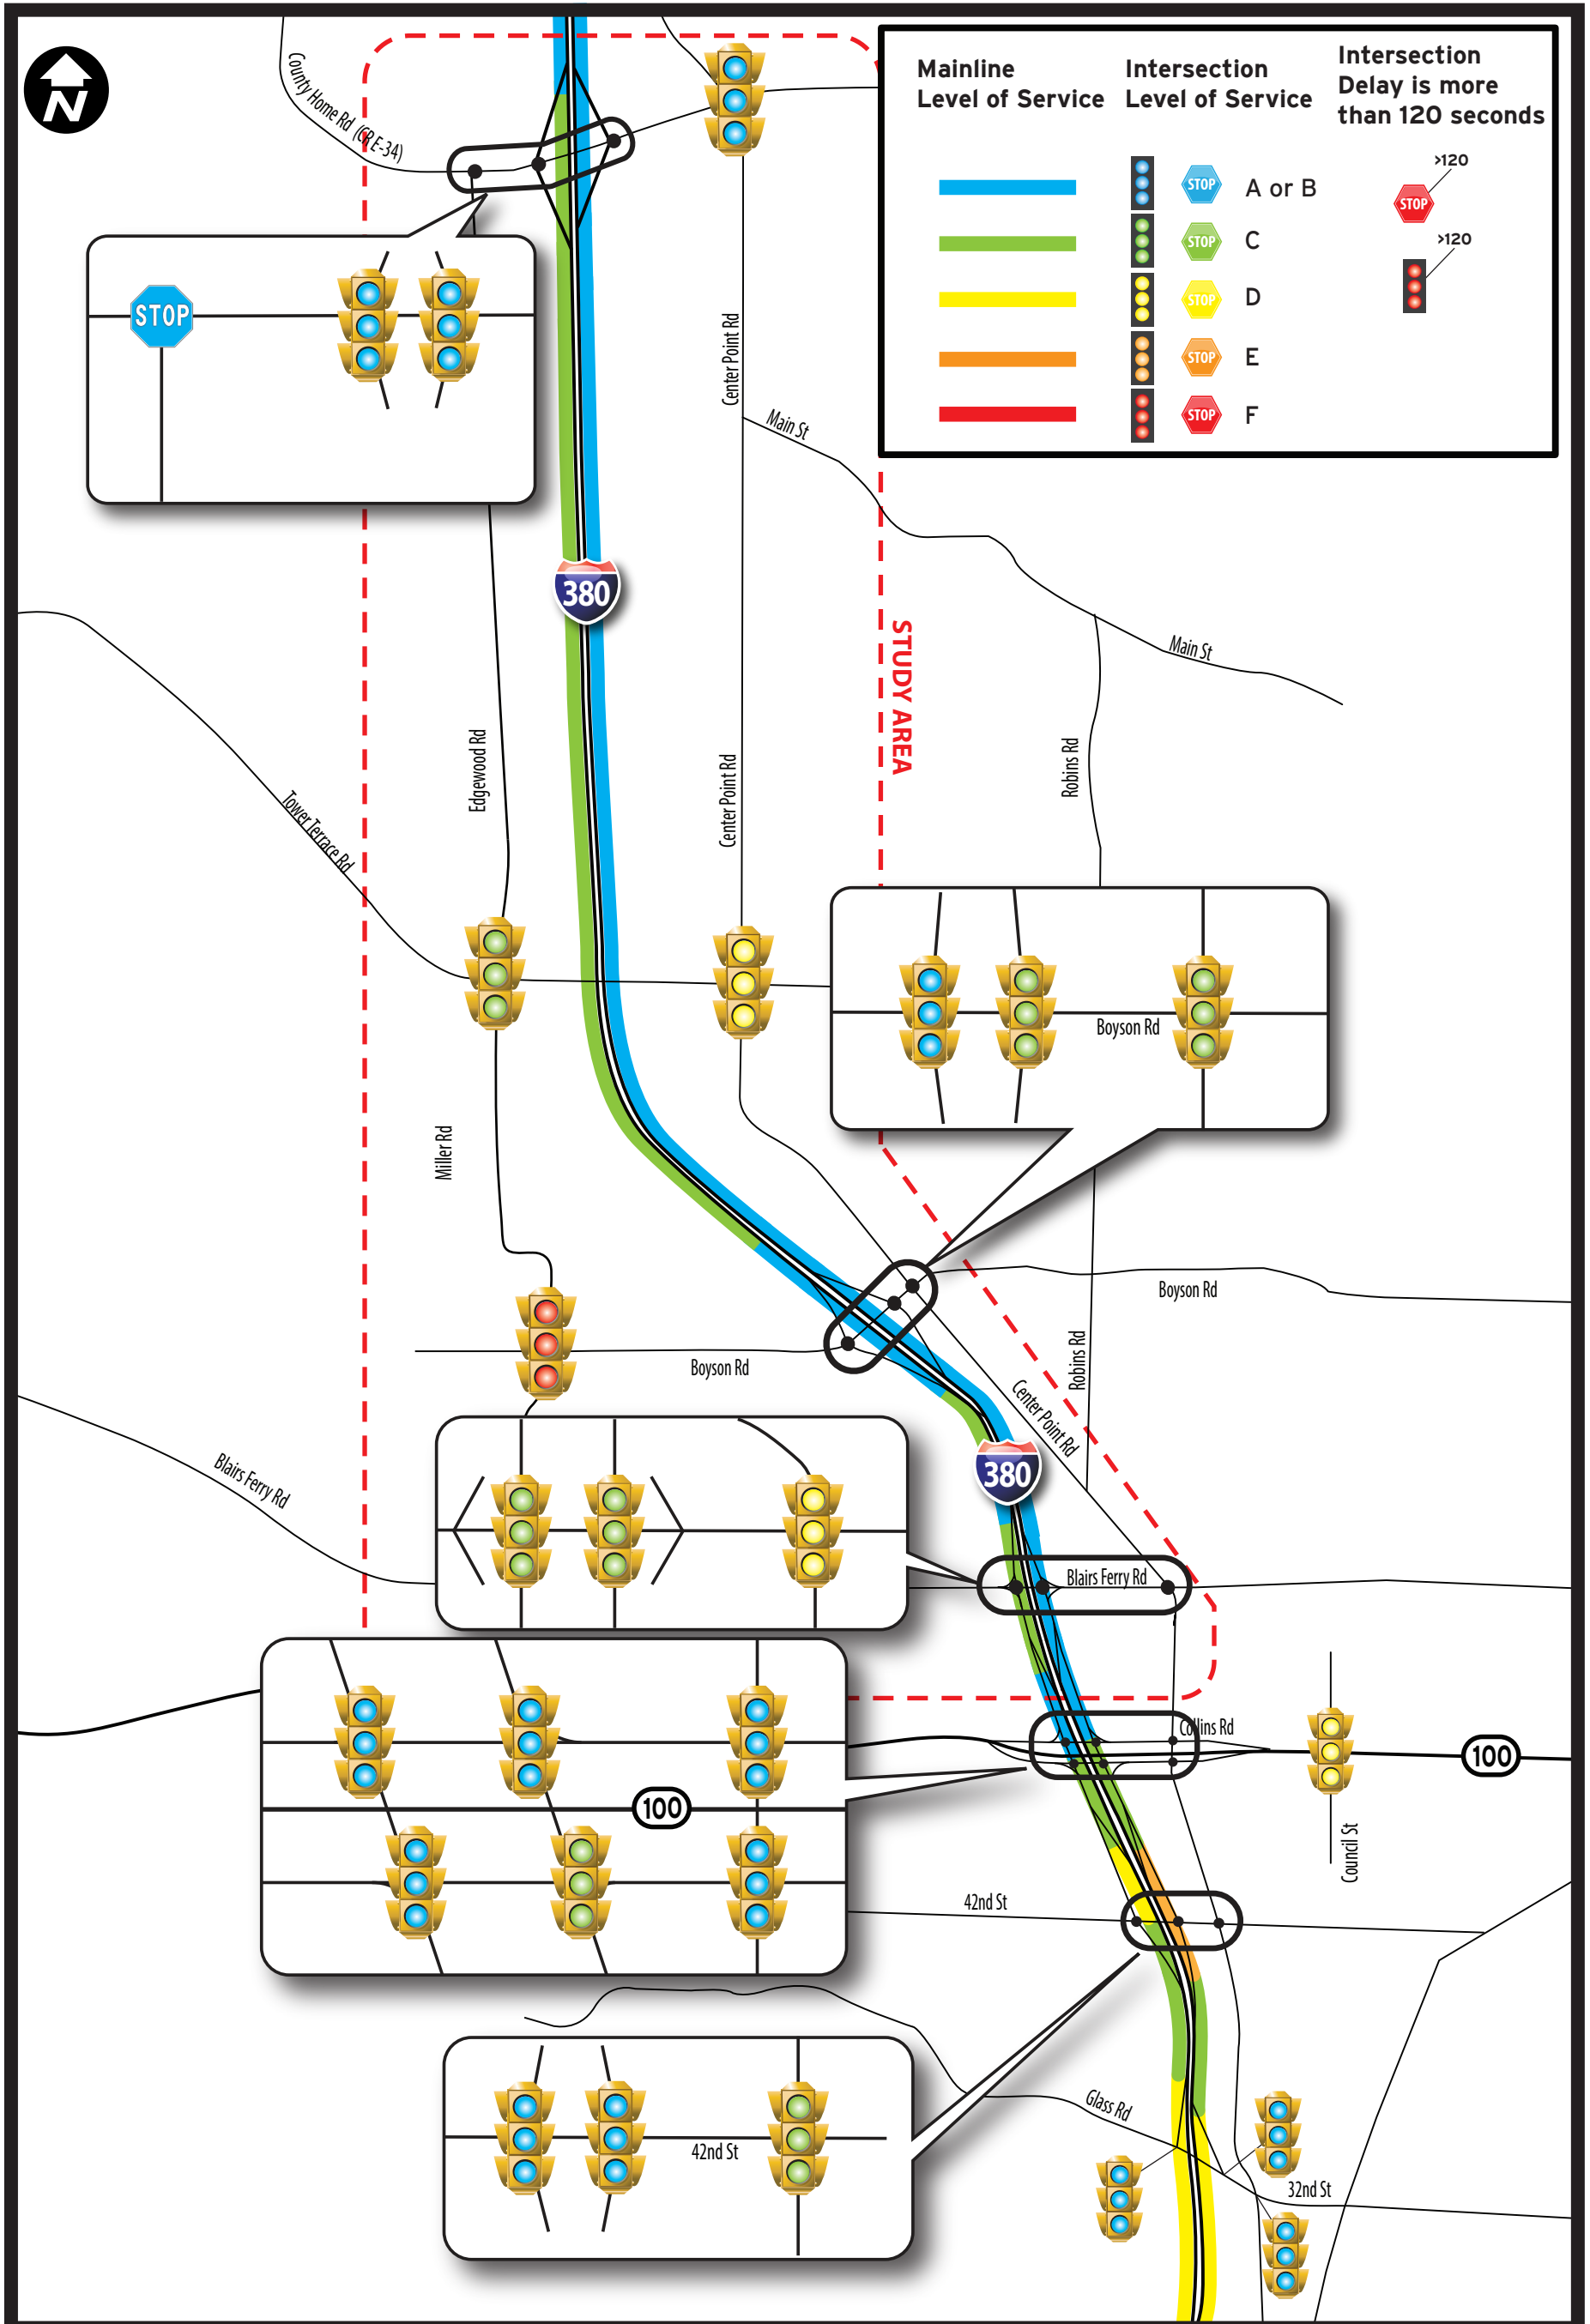 N
County Home Rd (CR E-34)
Mainline
Level of Service
Intersection
Level of Service
Intersection
Delay is more
than 120 seconds
STOP
A or B
STOP
C
STOP
D
STOP
E
STOP
F
>120
STOP
>120
STOP
Center Point Rd
Main St
380
STUDY AREA
Main St
Edgewood Rd
Center Point Rd
Robins Rd
Tower Terrace Rd
Boyson Rd
Miller Rd
Boyson Rd
Boyson Rd
Robins Rd
Center Point Rd
Blairs Ferry Rd
380
Blairs Ferry Rd
Collins Rd
100
100
Council St
42nd St
42nd St
Glass Rd
32nd St